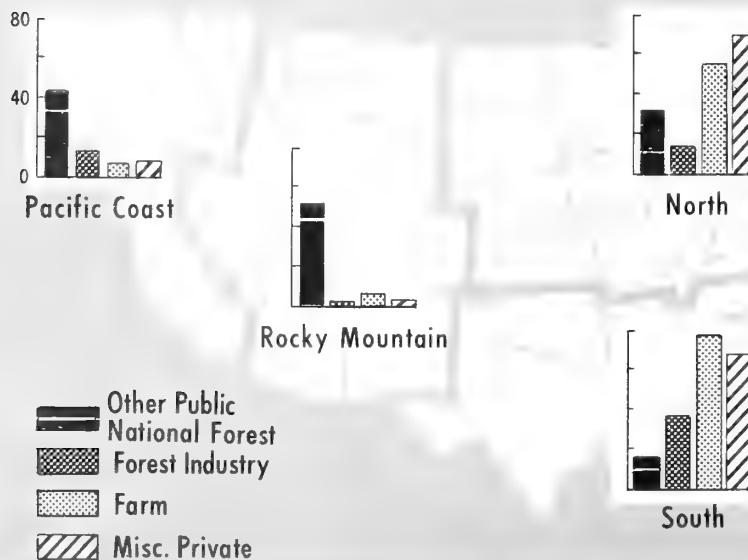 80
40
0
Pacific Coast
North
Rocky Mountain
South
Other Public
National Forest
Forest Industry
Farm
Misc. Private